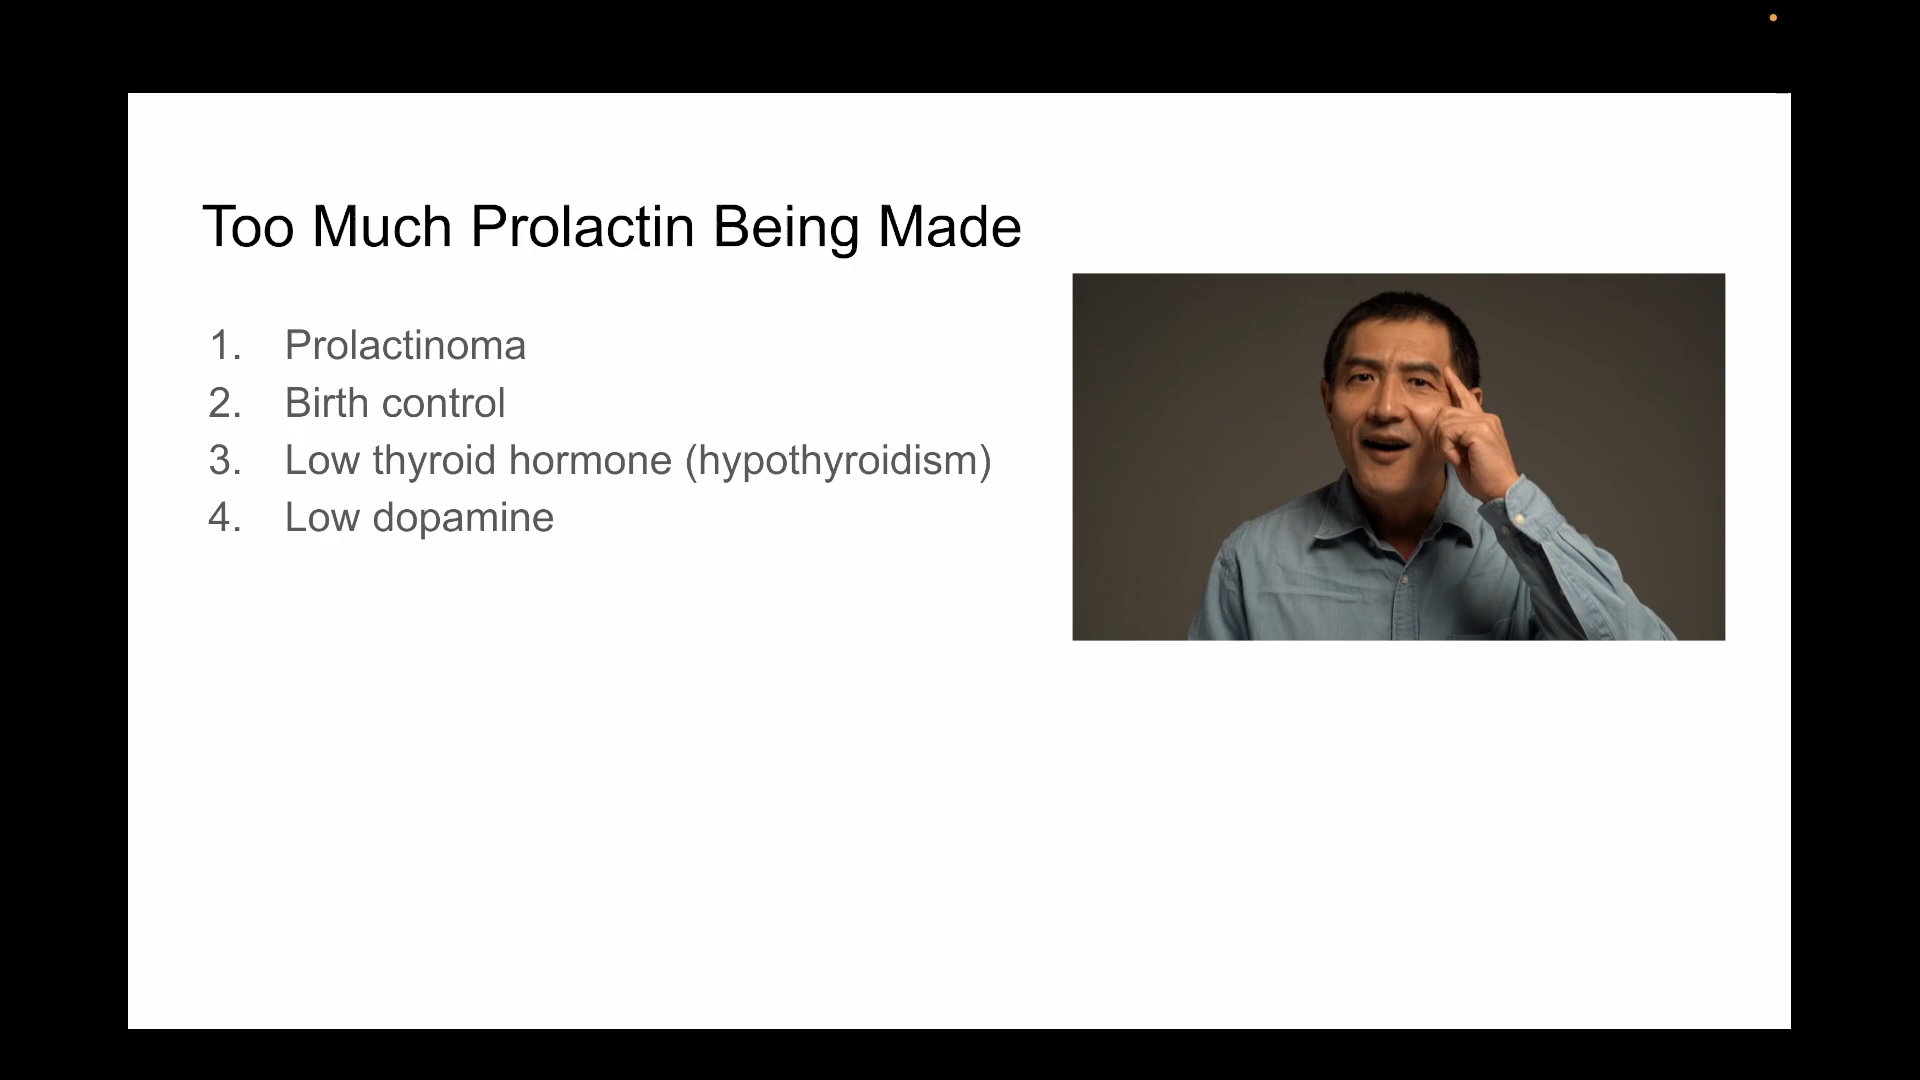 Too Much Prolactin Being Made
1. Prolactinoma
2. Birth control
3. Low thyroid hormone (hypothyroidism)
4. Low dopamine